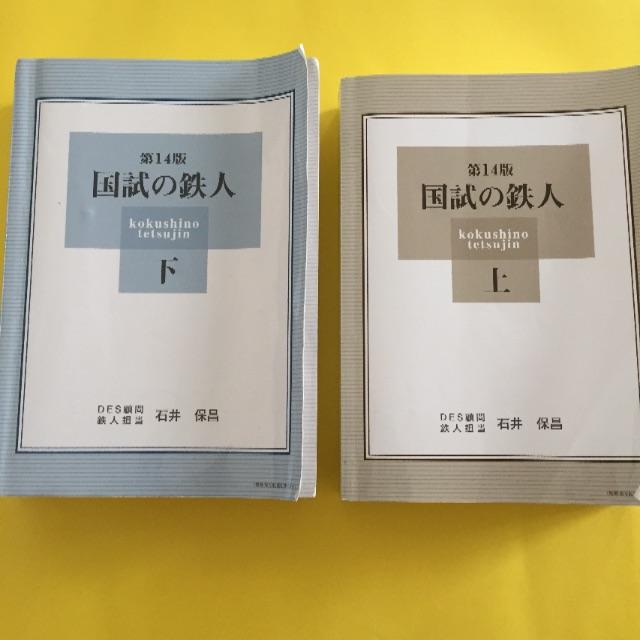 第14版
国試の鉄人
kokushino
tetsujin
下
DES顧問
鉄人担当 石井 保昌
第14版
国試の鉄人
kokushino
tetsujin
上
DES顧問
鉄人担当 石井 保昌